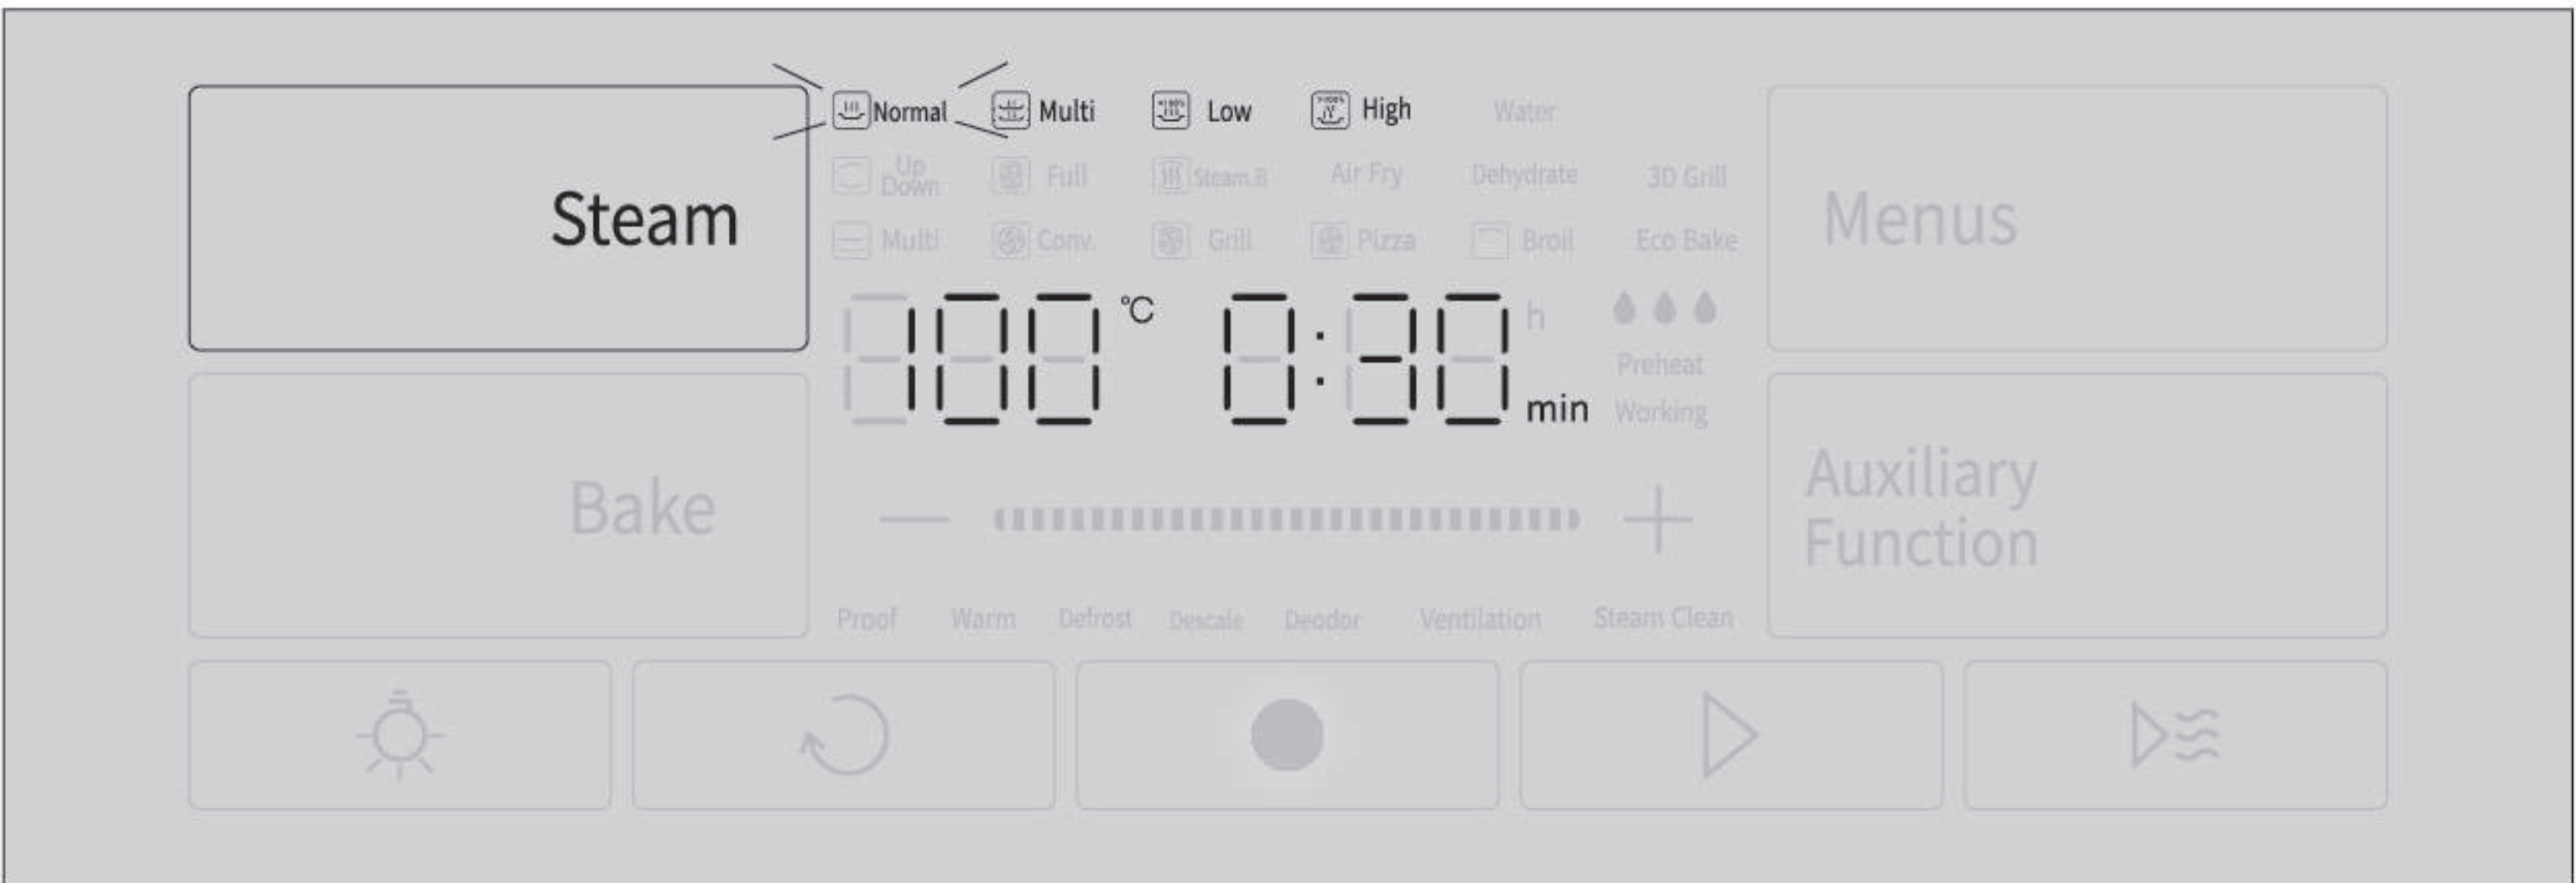 Normal Multi Low High Water
Steam
Up Down Full Steam.B Air Fry Dehydrate 3D Grill
Menus
Multi Conv. Grill Pizza Broil Eco Bake
100 °C 0:30 h min
Preheat
Working
Bake
Auxiliary
Function
Proof Warm Defrost Descale Deodor Ventilation Steam Clean